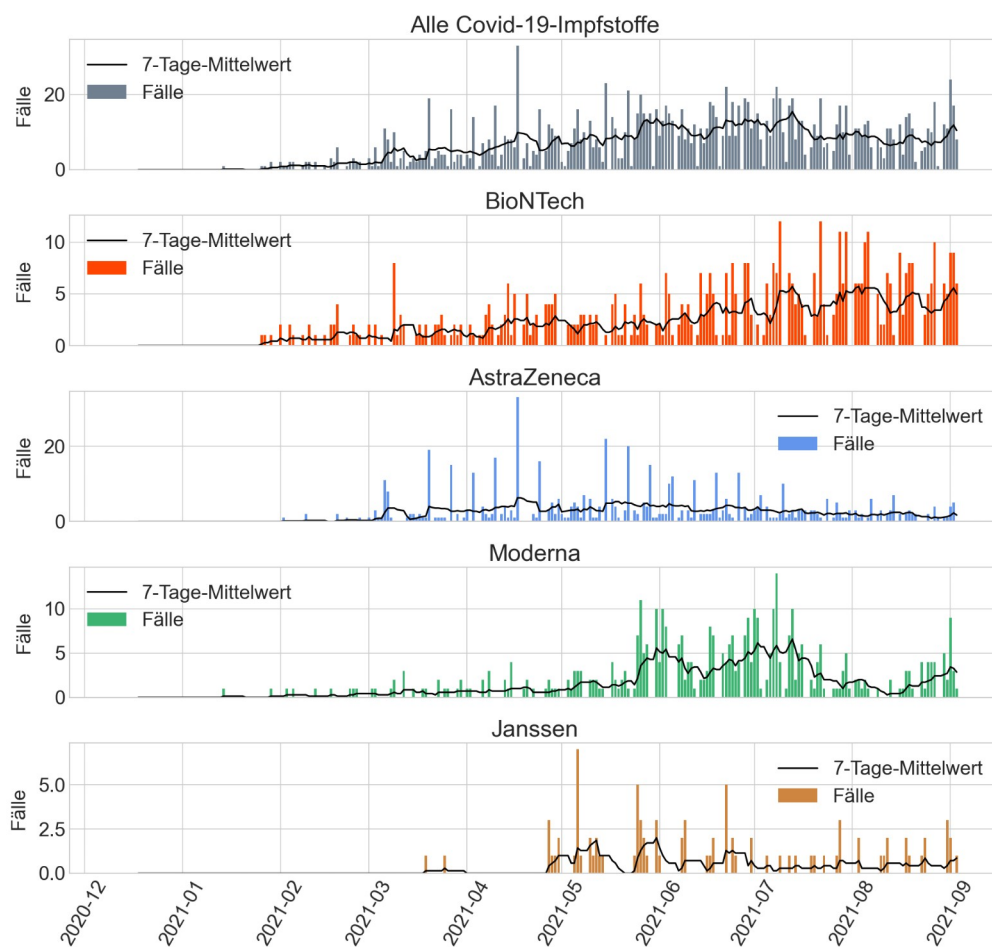 Alle Covid-19-Impfstoffe
Fälle
20
0
7-Tage-Mittelwert
Fälle
BioNTech
Fälle
10
5
0
7-Tage-Mittelwert
Fälle
AstraZeneca
Fälle
20
0
7-Tage-Mittelwert
Fälle
Moderna
Fälle
10
5
0
7-Tage-Mittelwert
Fälle
Janssen
Fälle
5.0
2.5
0.0
7-Tage-Mittelwert
Fälle
2020-12
2021-01
2021-02
2021-03
2021-04
2021-05
2021-06
2021-07
2021-08
2021-09